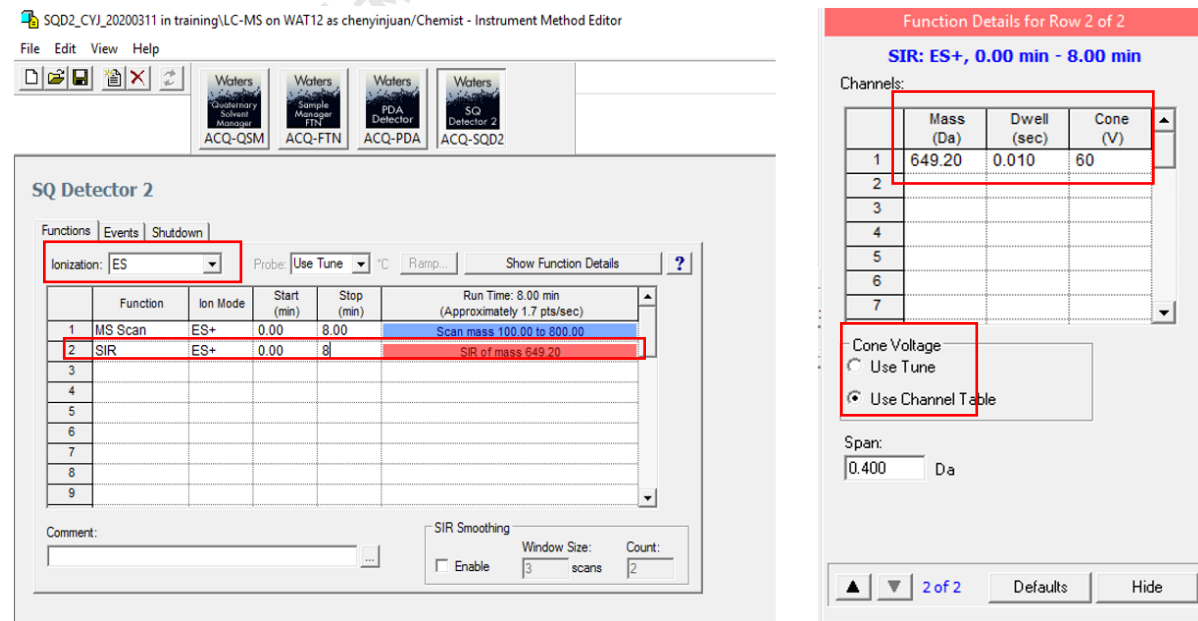 SQD2_CYJ_20200311 in training\LC-MS on WAT12 as chenyinjuan/Chemist - Instrument Method Editor
File Edit View Help
Waters Quaternary Solvent Manager ACQ-QSM
Waters Sample Manager FTN ACQ-FTN
Waters PDA Detector ACQ-PDA
Waters SQ Detector 2 ACQ-SQD2
SQ Detector 2
Functions Events Shutdown
Ionization: ES Probe: Use Tune °C Ramp... Show Function Details ?
Function Ion Mode Start (min) Stop (min) Run Time: 8.00 min (Approximately 1.7 pts/sec)
1 MS Scan ES+ 0.00 8.00 Scan mass 100.00 to 800.00
2 SIR ES+ 0.00 8 SIR of mass 649.20
3
4
5
6
7
8
9
Comment:
...
SIR Smoothing
Window Size: Count:
Enable 3 scans 2
Function Details for Row 2 of 2
SIR: ES+, 0.00 min - 8.00 min
Channels:
Mass (Da) Dwell (sec) Cone (V)
1 649.20 0.010 60
2
3
4
5
6
7
Cone Voltage
Use Tune
Use Channel Table
Span:
0.400 Da
2 of 2 Defaults Hide